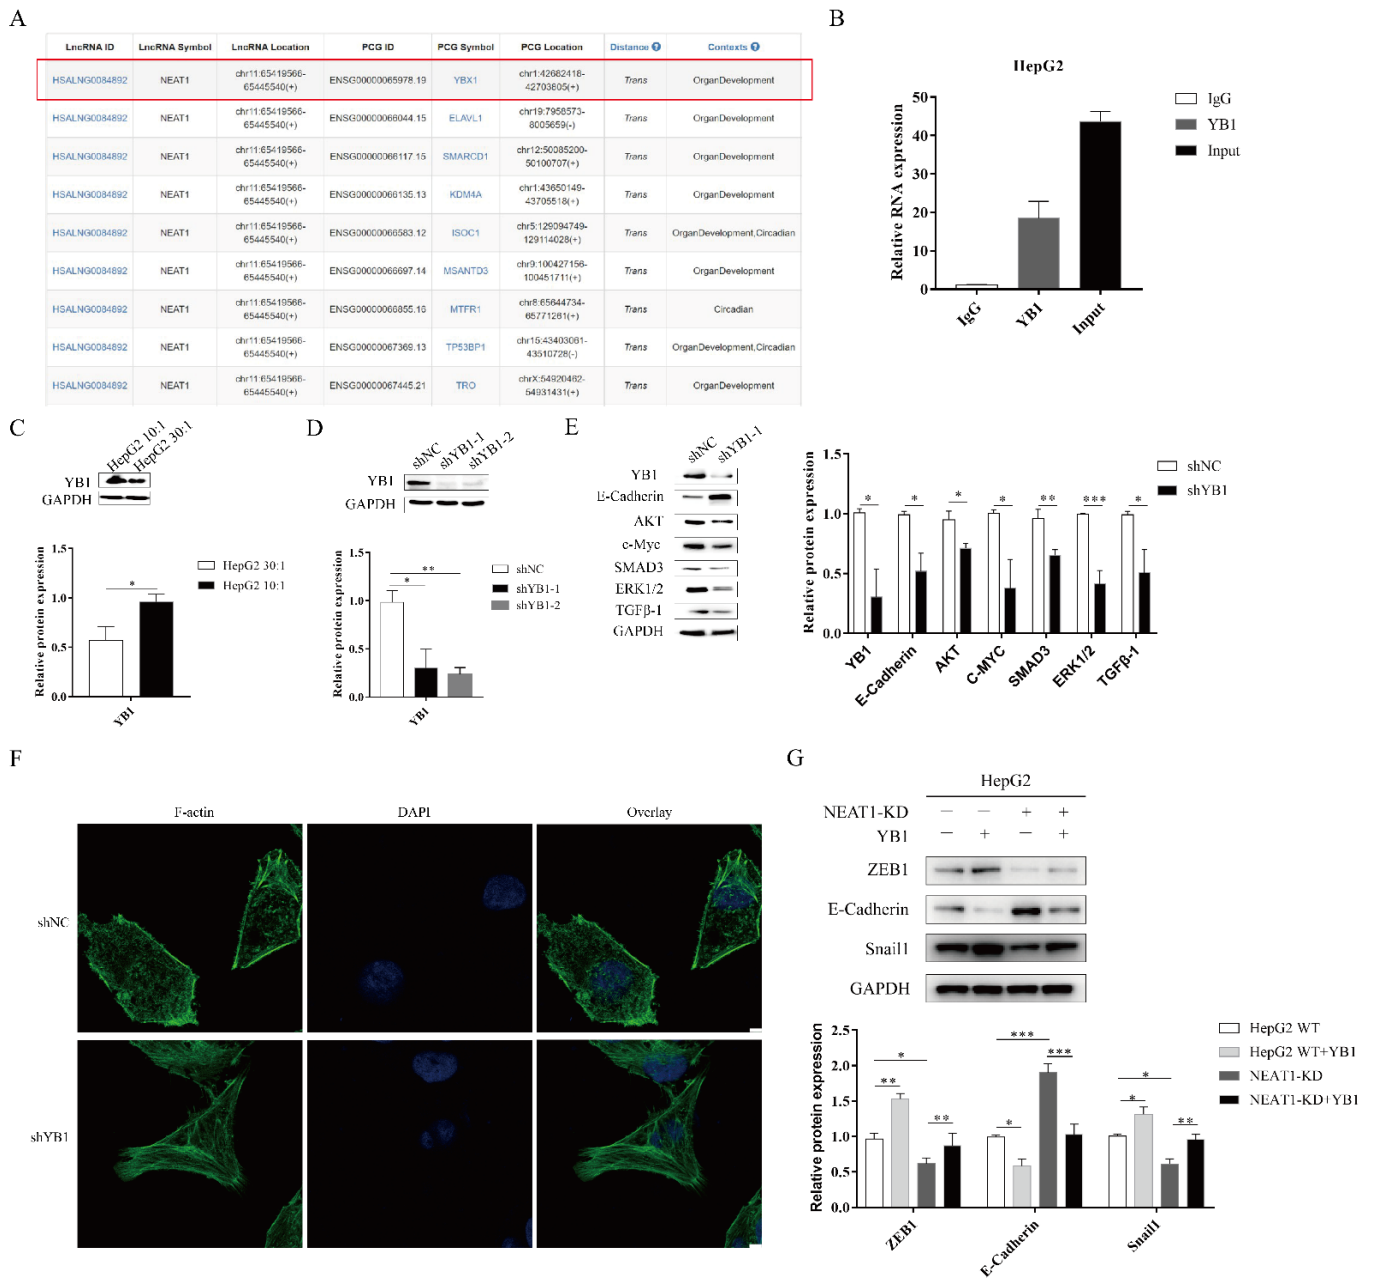 A
LncRNA ID LncRNA Symbol LncRNA Location PCG ID PCG Symbol PCG Location Distance ? Contexts ?
HSALNG0084892 NEAT1 chr11:65419566-65445540(+) ENSG00000065978.19 YBX1 chr1:42682418-42703805(+) Trans OrganDevelopment
HSALNG0084892 NEAT1 chr11:65419566-65445540(+) ENSG00000066044.15 ELAVL1 chr19:7958573-8005659(-) Trans OrganDevelopment
HSALNG0084892 NEAT1 chr11:65419566-65445540(+) ENSG00000066117.15 SMARCD1 chr12:50085200-50100707(+) Trans OrganDevelopment
HSALNG0084892 NEAT1 chr11:65419566-65445540(+) ENSG00000066135.13 KDM4A chr1:43650149-43705518(+) Trans OrganDevelopment
HSALNG0084892 NEAT1 chr11:65419566-65445540(+) ENSG00000066583.12 ISOC1 chr5:129094749-129114028(+) Trans OrganDevelopment,Circadian
HSALNG0084892 NEAT1 chr11:65419566-65445540(+) ENSG00000066697.14 MSANTD3 chr9:100427156-100451711(+) Trans OrganDevelopment
HSALNG0084892 NEAT1 chr11:65419566-65445540(+) ENSG00000066855.16 MTFR1 chr8:65644734-65771261(+) Trans Circadian
HSALNG0084892 NEAT1 chr11:65419566-65445540(+) ENSG00000067369.13 TP53BP1 chr15:43403061-43510728(-) Trans OrganDevelopment,Circadian
HSALNG0084892 NEAT1 chr11:65419566-65445540(+) ENSG00000067445.21 TRO chrX:54920462-54931431(+) Trans OrganDevelopment
B
HepG2
Relative RNA expression
50
40
30
20
10
0
IgG YB1 Input
IgG
YB1
Input
C
HepG2 10:1 HepG2 30:1
YB1
GAPDH
Relative protein expression
1.5
1.0
0.5
0.0
*
YB1
HepG2 30:1
HepG2 10:1
D
shNC shYB1-1 shYB1-2
YB1
GAPDH
Relative protein expression
1.5
1.0
0.5
0.0
**
*
YB1
shNC
shYB1-1
shYB1-2
E
shNC shYB1-1
YB1
E-Cadherin
AKT
c-Myc
SMAD3
ERK1/2
TGFβ-1
GAPDH
Relative protein expression
1.5
1.0
0.5
0.0
* * * * ** *** *
YB1 E-Cadherin AKT C-MYC SMAD3 ERK1/2 TGFβ-1
shNC
shYB1
F
F-actin DAPI Overlay
shNC
shYB1
G
HepG2
NEAT1-KD − − + +
YB1 − + − +
ZEB1
E-Cadherin
Snail1
GAPDH
Relative protein expression
2.5
2.0
1.5
1.0
0.5
0.0
* ** **
*** *** *
* * **
ZEB1 E-Cadherin Snail1
HepG2 WT
HepG2 WT+YB1
NEAT1-KD
NEAT1-KD+YB1